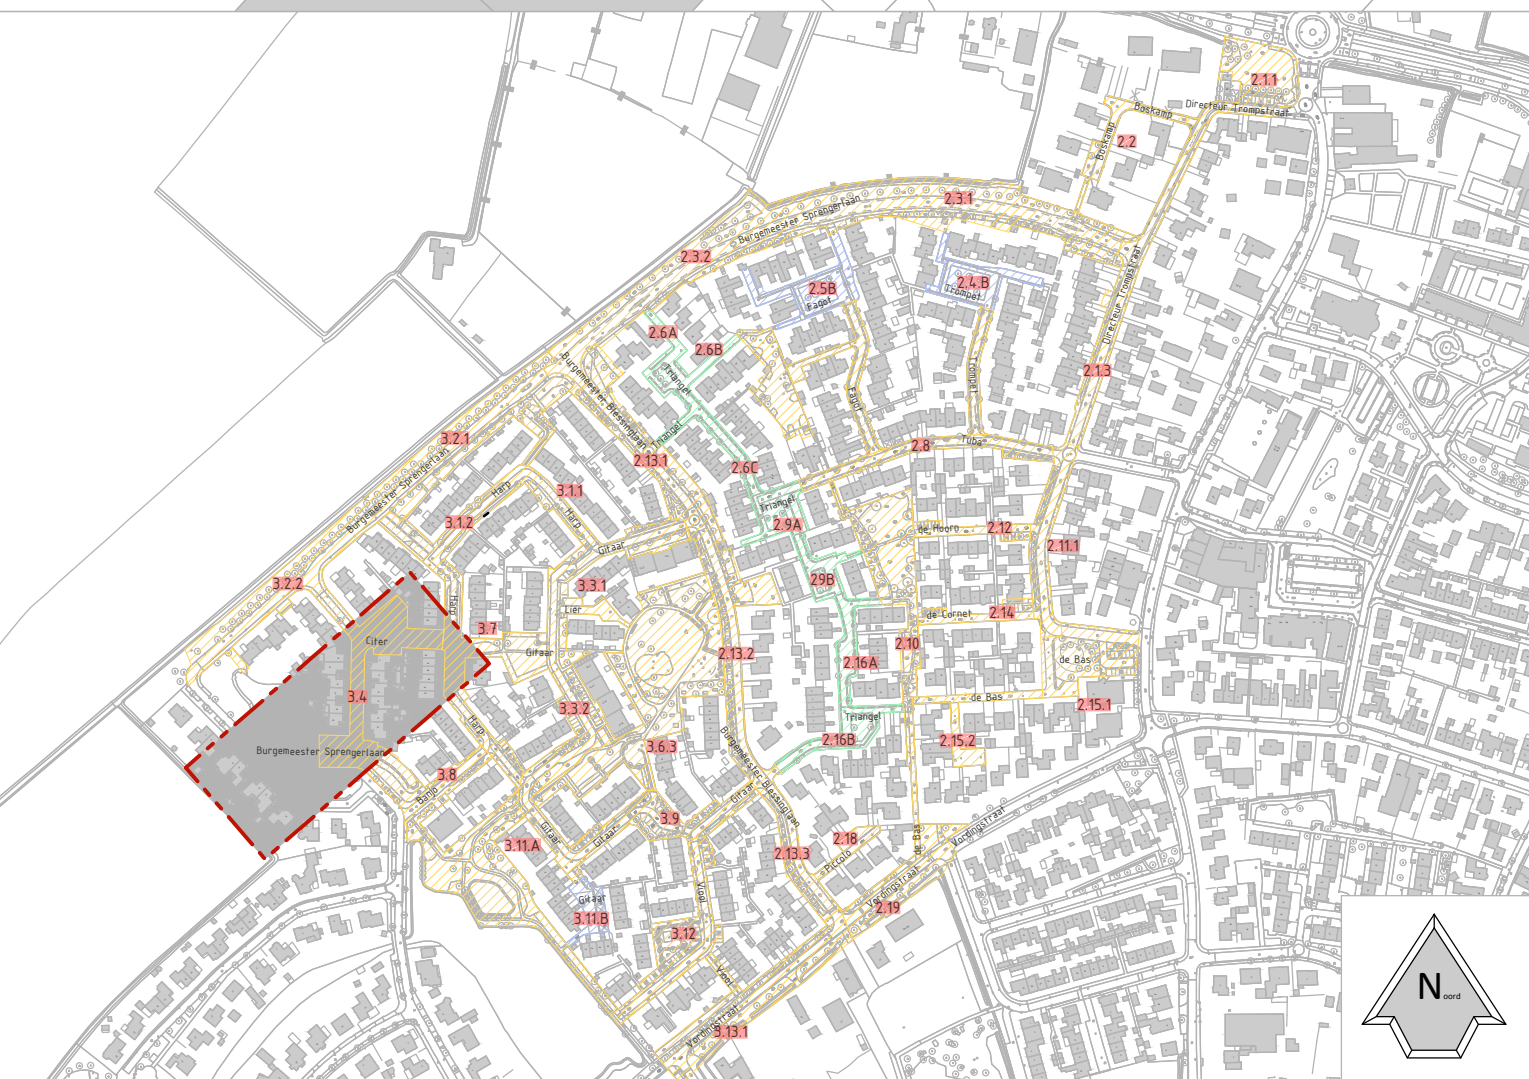 2.1.1
Directeur Trompstraat
Boskamp
Boskamp
2.2
2.3.1
Burgemeester Sprengerlaan
2.3.2
2.5B
Fagot
2.4.B
Trompet
Directeur Trompstraat
2.6A
2.6B
Triangel
Burgemeester Blessinglaan
Triangel
Fagot
Trompet
2.1.3
3.2.1
Burgemeester Sprengerlaan
2.13.1
2.6C
2.8
Tuba
3.1.1
Harp
Harp
3.1.2
Triangel
2.9A
de Hoorn
2.12
2.11.1
Gitaar
3.2.2
3.3.1
29B
Harp
Lier
de Cornet
2.14
3.7
Citer
Gitaar
2.13.2
2.10
2.16A
de Bas
3.4
3.3.2
de Bas
2.15.1
Harp
Triangel
Burgemeester Sprengerlaan
3.6.3
2.16B
2.15.2
Burgemeester Blessinglaan
3.8
Banjo
Gitaar
3.9
Gitaar
Gitaar
3.11.A
2.18
Piccolo
2.13.3
de Bas
Vordingstraat
Vordingstraat
2.19
Viool
Gitaar
3.11.B
3.12
Viool
Vordingstraat
3.13.1
Noord